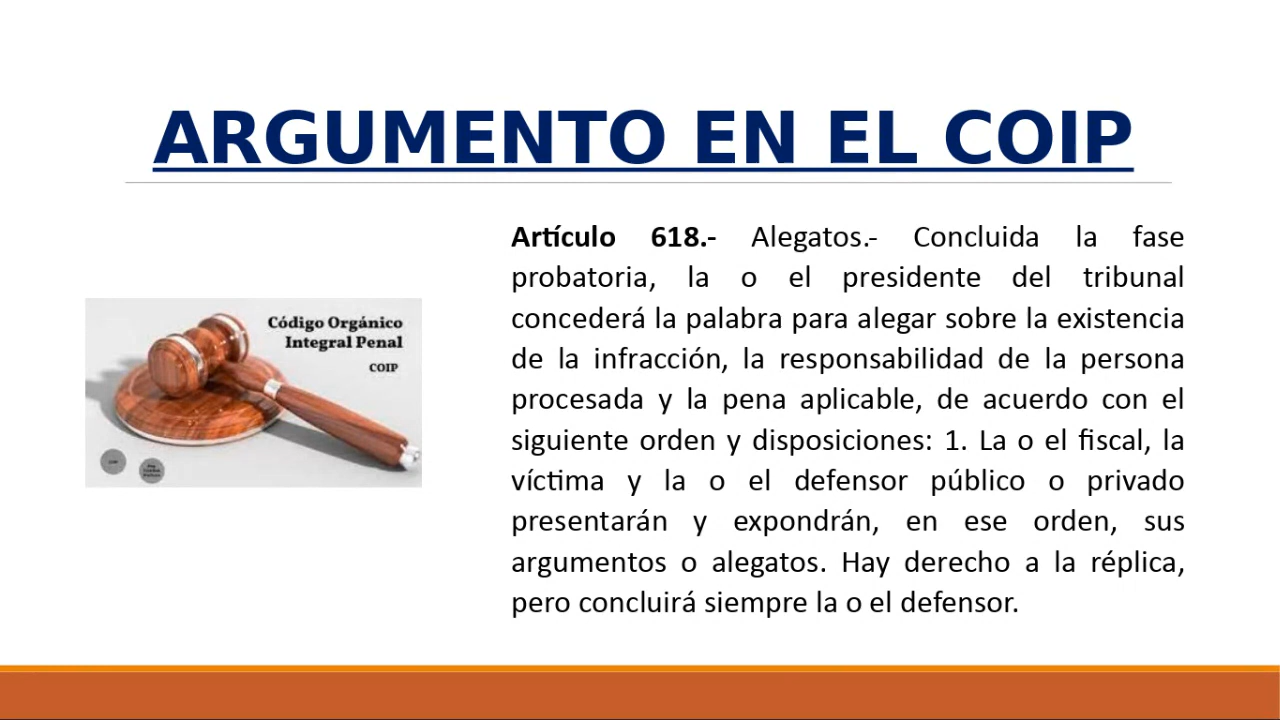 ARGUMENTO EN EL COIP
Código Orgánico
Integral Penal
COIP
Artículo 618.- Alegatos.- Concluida la fase
probatoria, la o el presidente del tribunal
concederá la palabra para alegar sobre la existencia
de la infracción, la responsabilidad de la persona
procesada y la pena aplicable, de acuerdo con el
siguiente orden y disposiciones: 1. La o el fiscal, la
víctima y la o el defensor público o privado
presentarán y expondrán, en ese orden, sus
argumentos o alegatos. Hay derecho a la réplica,
pero concluirá siempre la o el defensor.